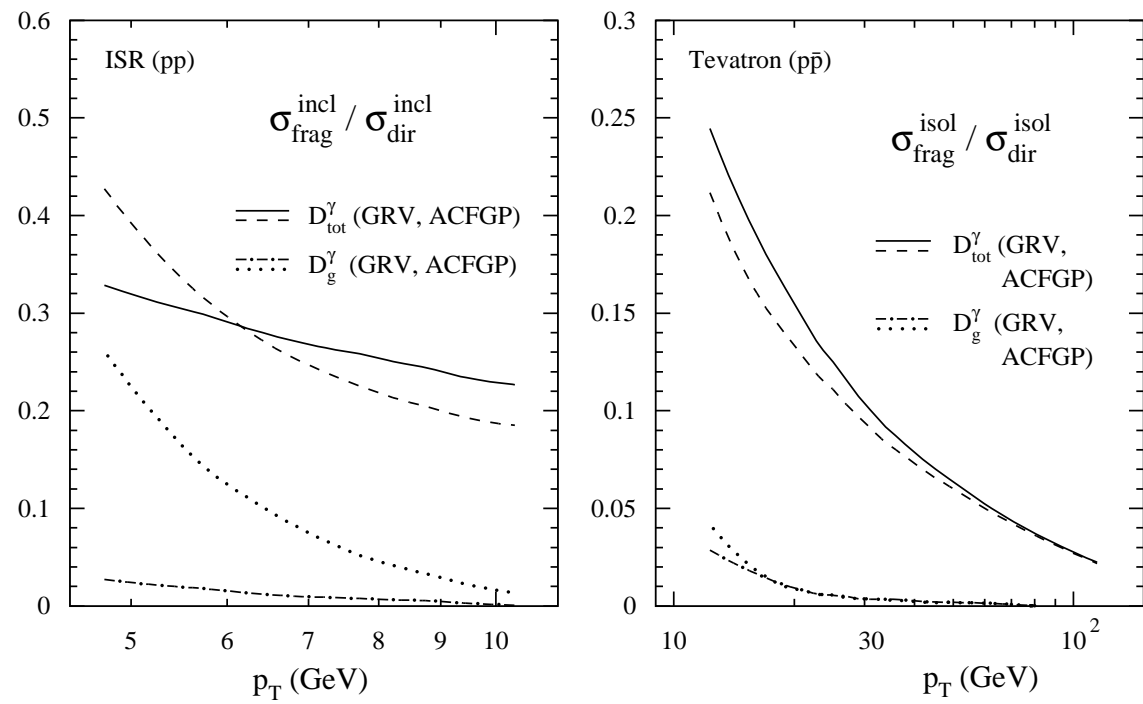 ISR (pp)
σ_frag^incl / σ_dir^incl
D_tot^γ (GRV, ACFGP)
D_g^γ (GRV, ACFGP)
0.6
0.5
0.4
0.3
0.2
0.1
0
5 6 7 8 9 10
p_T (GeV)
Tevatron (pp̄)
σ_frag^isol / σ_dir^isol
D_tot^γ (GRV,
ACFGP)
D_g^γ (GRV,
ACFGP)
0.3
0.25
0.2
0.15
0.1
0.05
0
10 30 10^2
p_T (GeV)